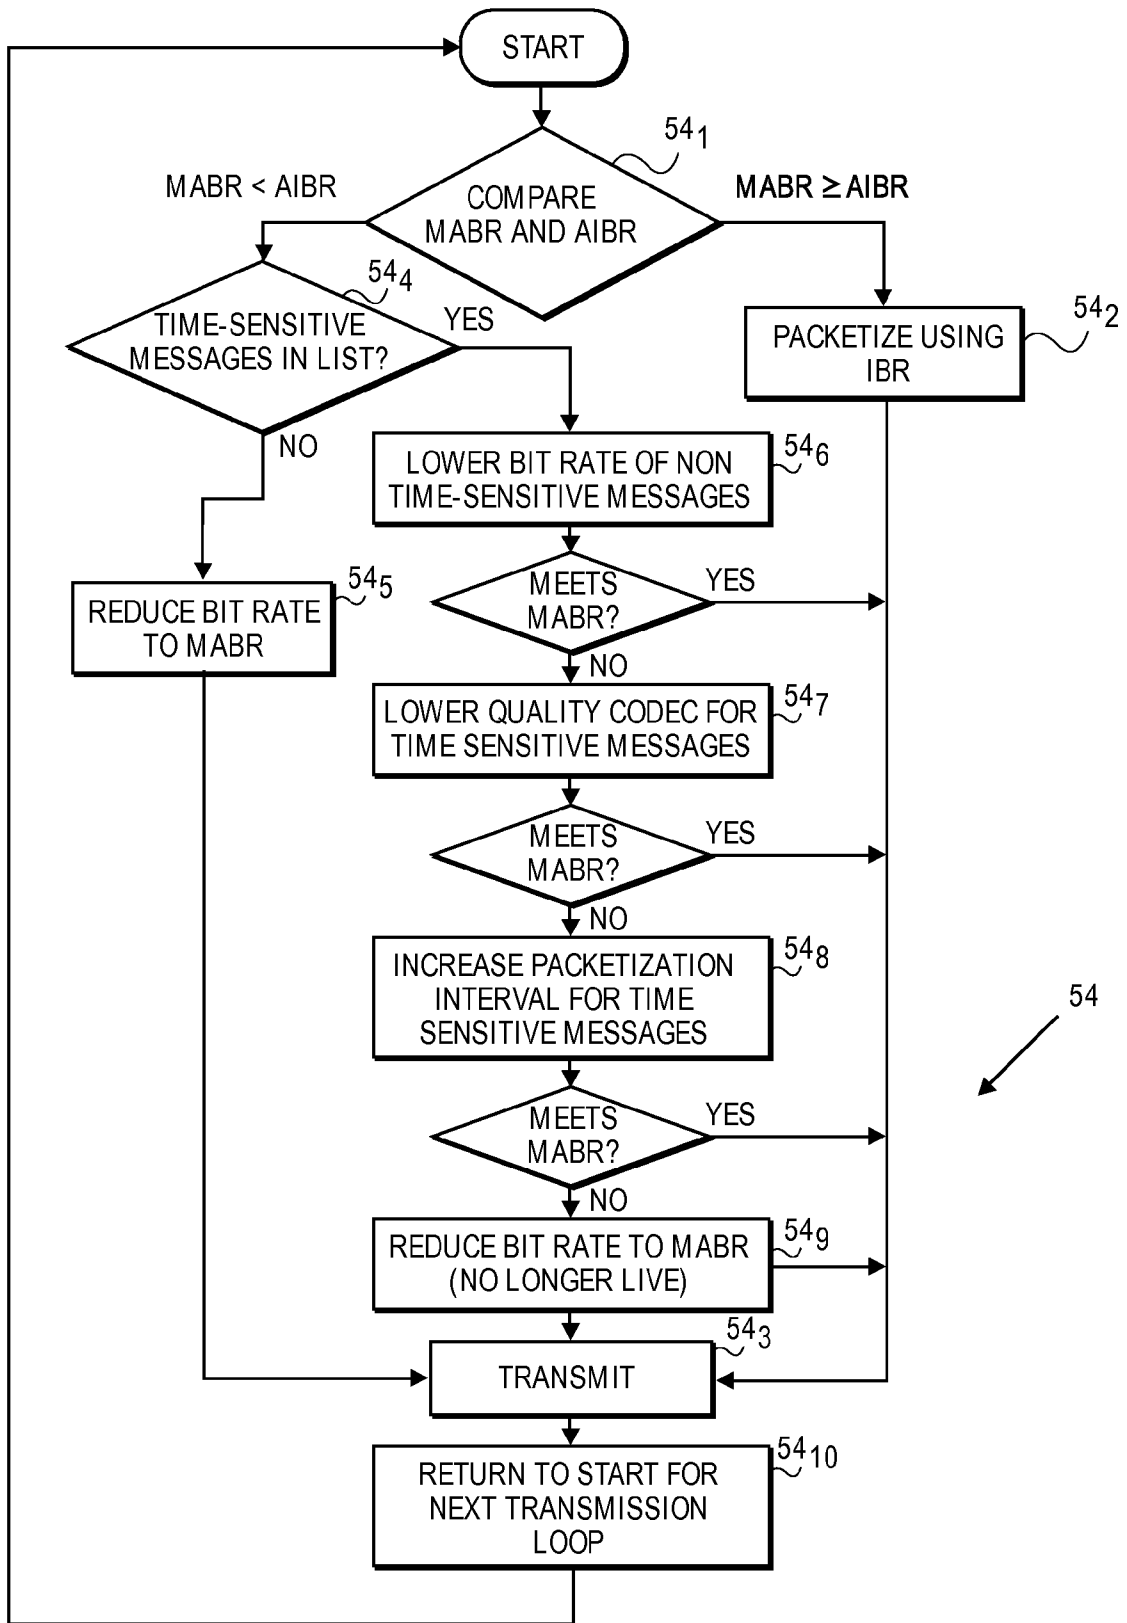 START
54₁
MABR < AIBR
MABR ≥ AIBR
COMPARE
MABR AND AIBR
54₄
TIME-SENSITIVE
MESSAGES IN LIST?
YES
54₂
PACKETIZE USING
IBR
NO
54₆
LOWER BIT RATE OF NON
TIME-SENSITIVE MESSAGES
54₅
REDUCE BIT RATE
TO MABR
MEETS
MABR?
YES
NO
54₇
LOWER QUALITY CODEC FOR
TIME SENSITIVE MESSAGES
MEETS
MABR?
YES
NO
54₈
INCREASE PACKETIZATION
INTERVAL FOR TIME
SENSITIVE MESSAGES
54
MEETS
MABR?
YES
NO
54₉
REDUCE BIT RATE TO MABR
(NO LONGER LIVE)
54₃
TRANSMIT
54₁₀
RETURN TO START FOR
NEXT TRANSMISSION
LOOP